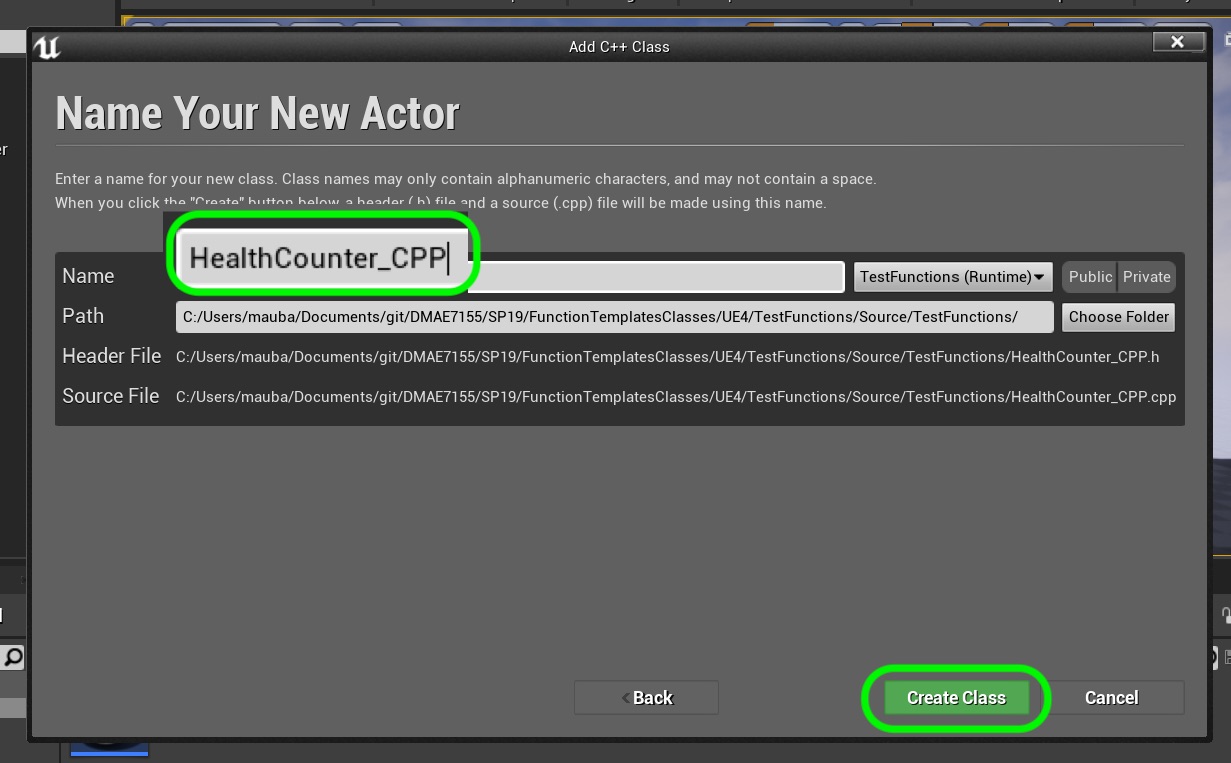 Add C++ Class
Name Your New Actor
Enter a name for your new class. Class names may only contain alphanumeric characters, and may not contain a space.
When you click the "Create" button below, a header (.h) file and a source (.cpp) file will be made using this name.
Name HealthCounter_CPP TestFunctions (Runtime) Public Private
Path C:/Users/mauba/Documents/git/DMAE7155/SP19/FunctionTemplatesClasses/UE4/TestFunctions/Source/TestFunctions/ Choose Folder
Header File C:/Users/mauba/Documents/git/DMAE7155/SP19/FunctionTemplatesClasses/UE4/TestFunctions/Source/TestFunctions/HealthCounter_CPP.h
Source File C:/Users/mauba/Documents/git/DMAE7155/SP19/FunctionTemplatesClasses/UE4/TestFunctions/Source/TestFunctions/HealthCounter_CPP.cpp
Back Create Class Cancel